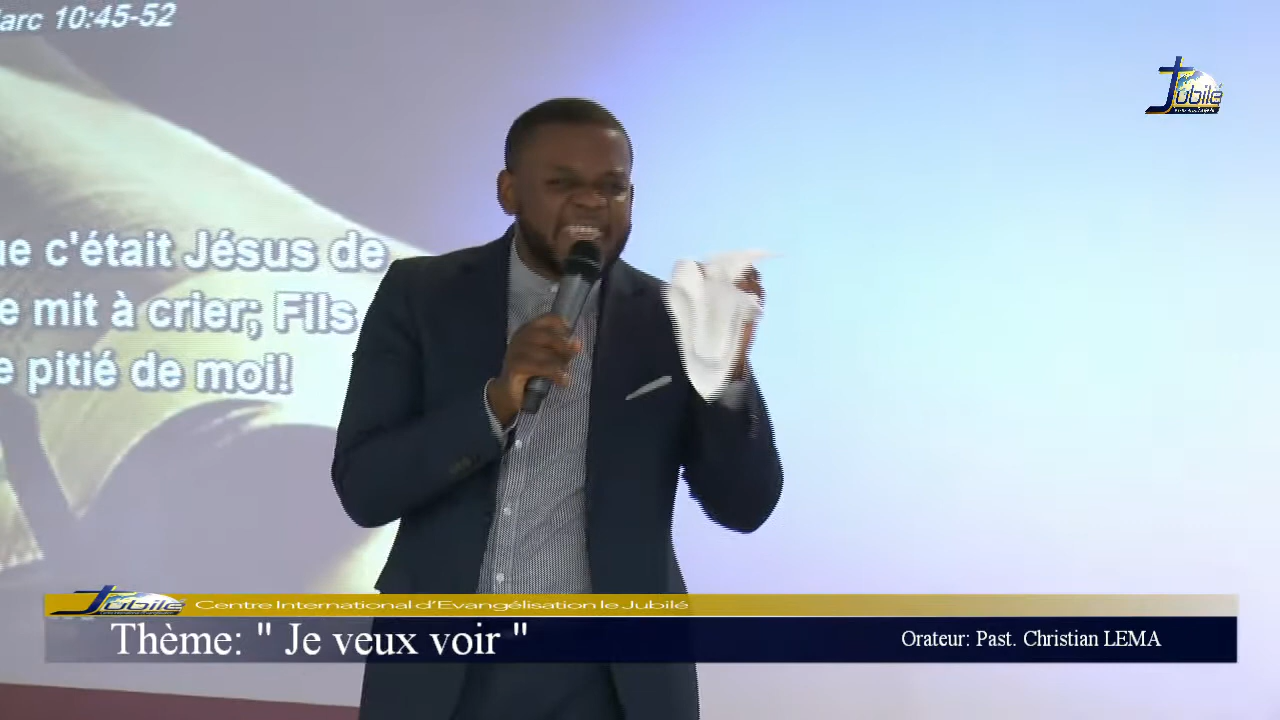 arc 10:45-52
ue c'était Jésus de
e mit à crier; Fils
e pitié de moi!
Jubilé
Jubilé Centre International d'Evangélisation le Jubilé
Thème: " Je veux voir "
Orateur: Past. Christian LEMA